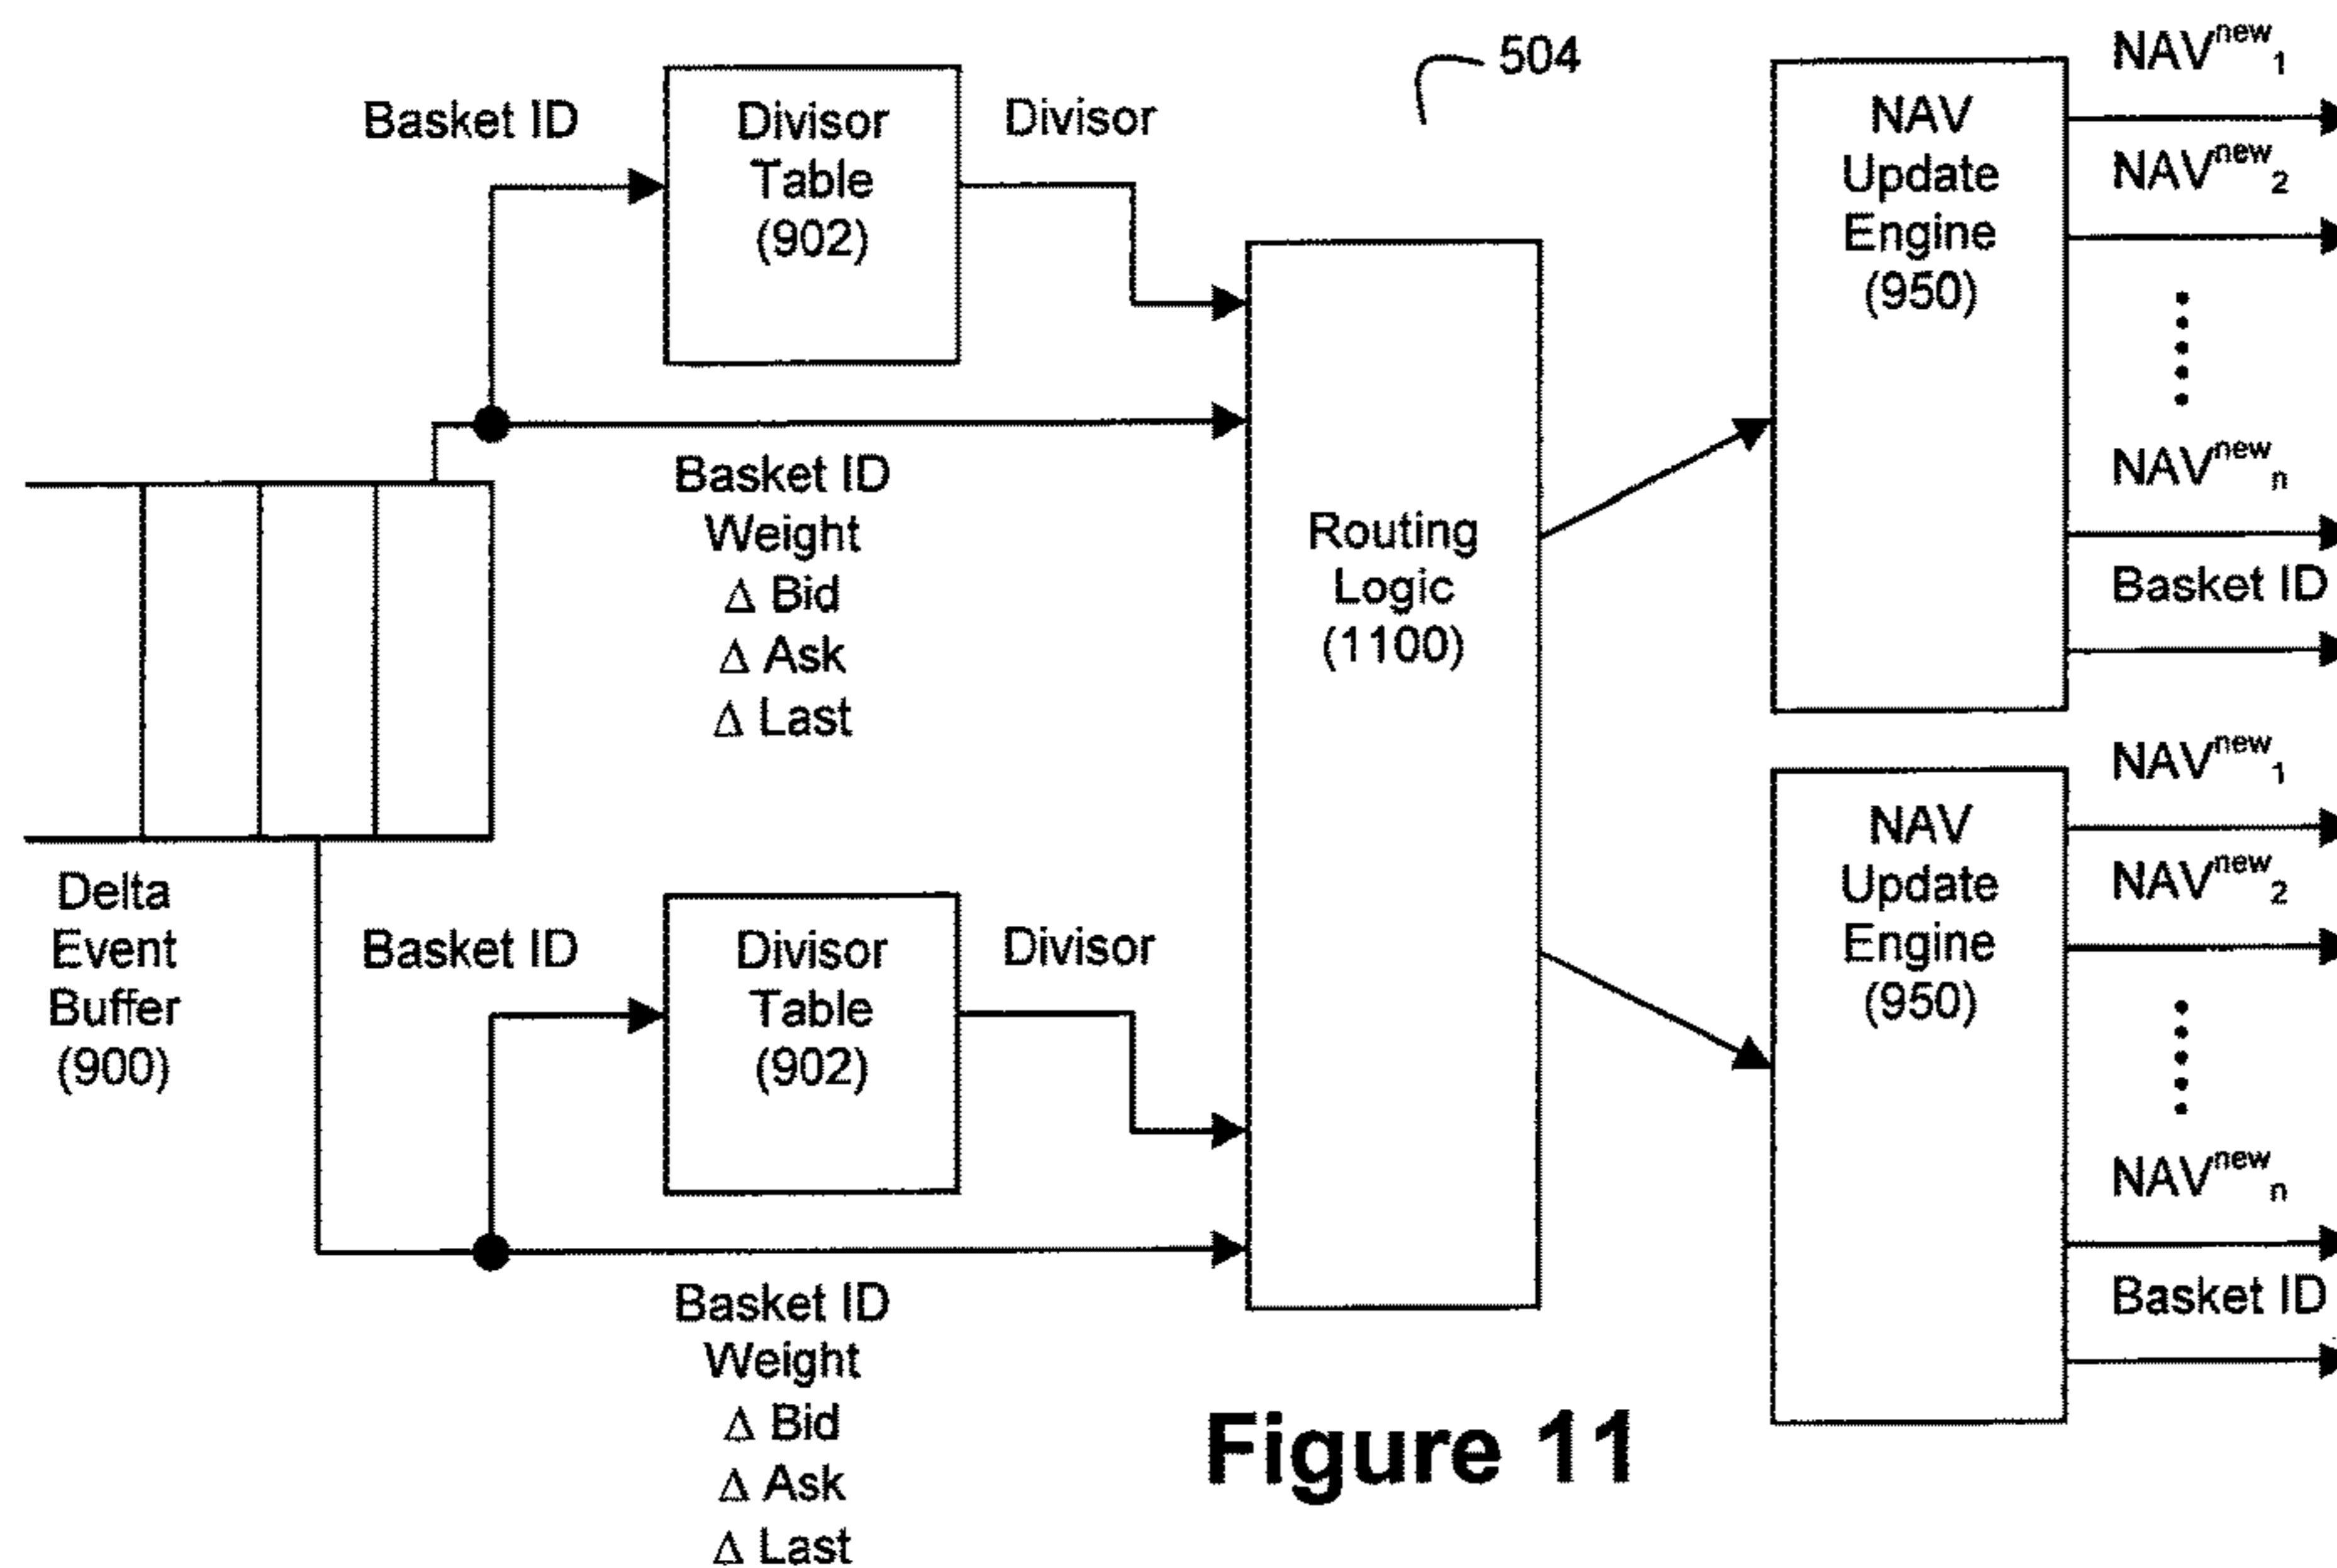 504
Basket ID
Divisor
Table
(902)
Divisor
Basket ID
Weight
Δ Bid
Δ Ask
Δ Last
Delta
Event
Buffer
(900)
Basket ID
Divisor
Table
(902)
Divisor
Basket ID
Weight
Δ Bid
Δ Ask
Δ Last
Routing
Logic
(1100)
NAV
Update
Engine
(950)
NAV^new_1
NAV^new_2
NAV^new_n
Basket ID
NAV
Update
Engine
(950)
NAV^new_1
NAV^new_2
NAV^new_n
Basket ID
Figure 11